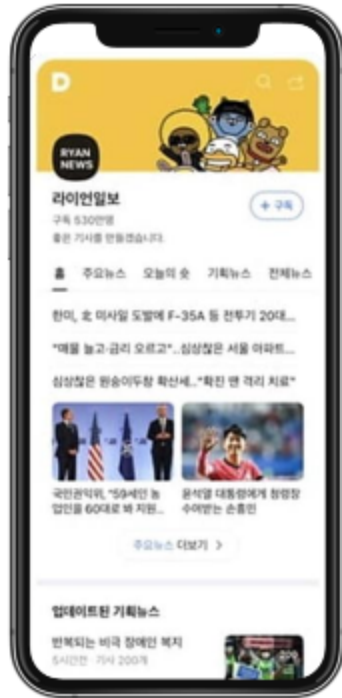 D
RYAN
NEWS
라이언일보
구독 530만명
좋은 기사를 만들겠습니다.
+ 구독
홈 주요뉴스 오늘의 숏 기획뉴스 전체뉴스
한미, 北 미사일 도발에 F-35A 등 전투기 20대...
"매물 늘고·금리 오르고"..심상찮은 서울 아파트...
심상찮은 원숭이두창 확산세.."확진 땐 격리 치료"
국민권익위, "59세인 농
업인을 60대로 봐 지원...
윤석열 대통령에게 청령장
수여받는 손흥민
주요뉴스 더보기 >
업데이트된 기획뉴스
반복되는 비극 장애인 복지
5시간전 · 기사 200개